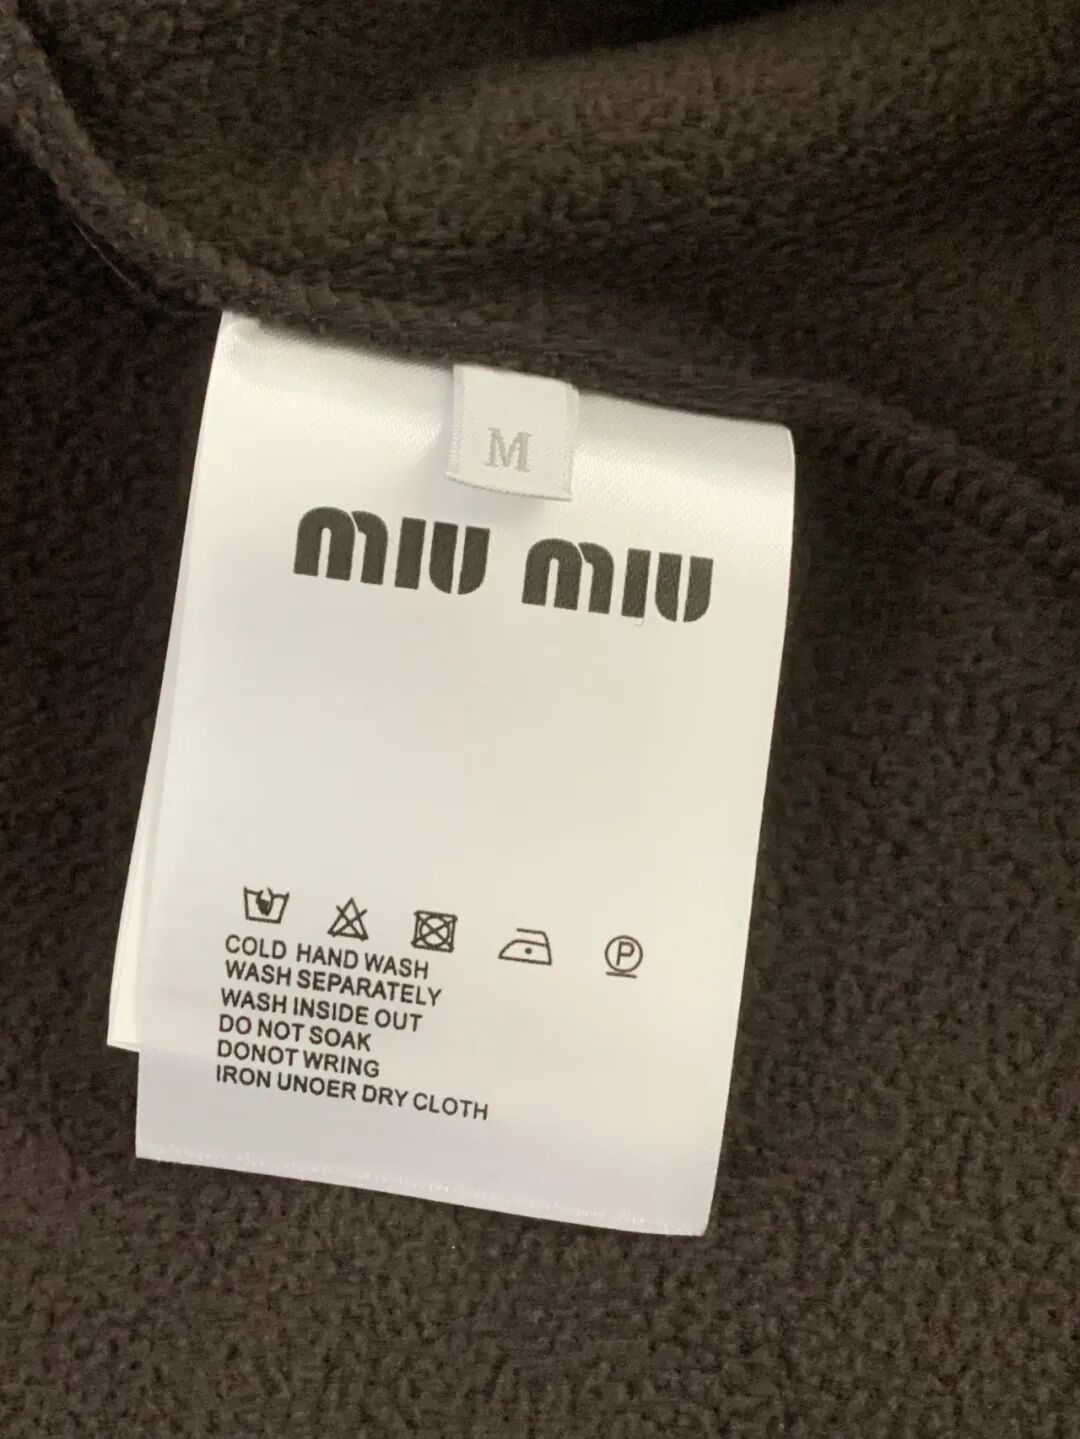 M
MIU MIU
P
COLD HAND WASH
WASH SEPARATELY
WASH INSIDE OUT
DO NOT SOAK
DONOT WRING
IRON UNOER DRY CLOTH